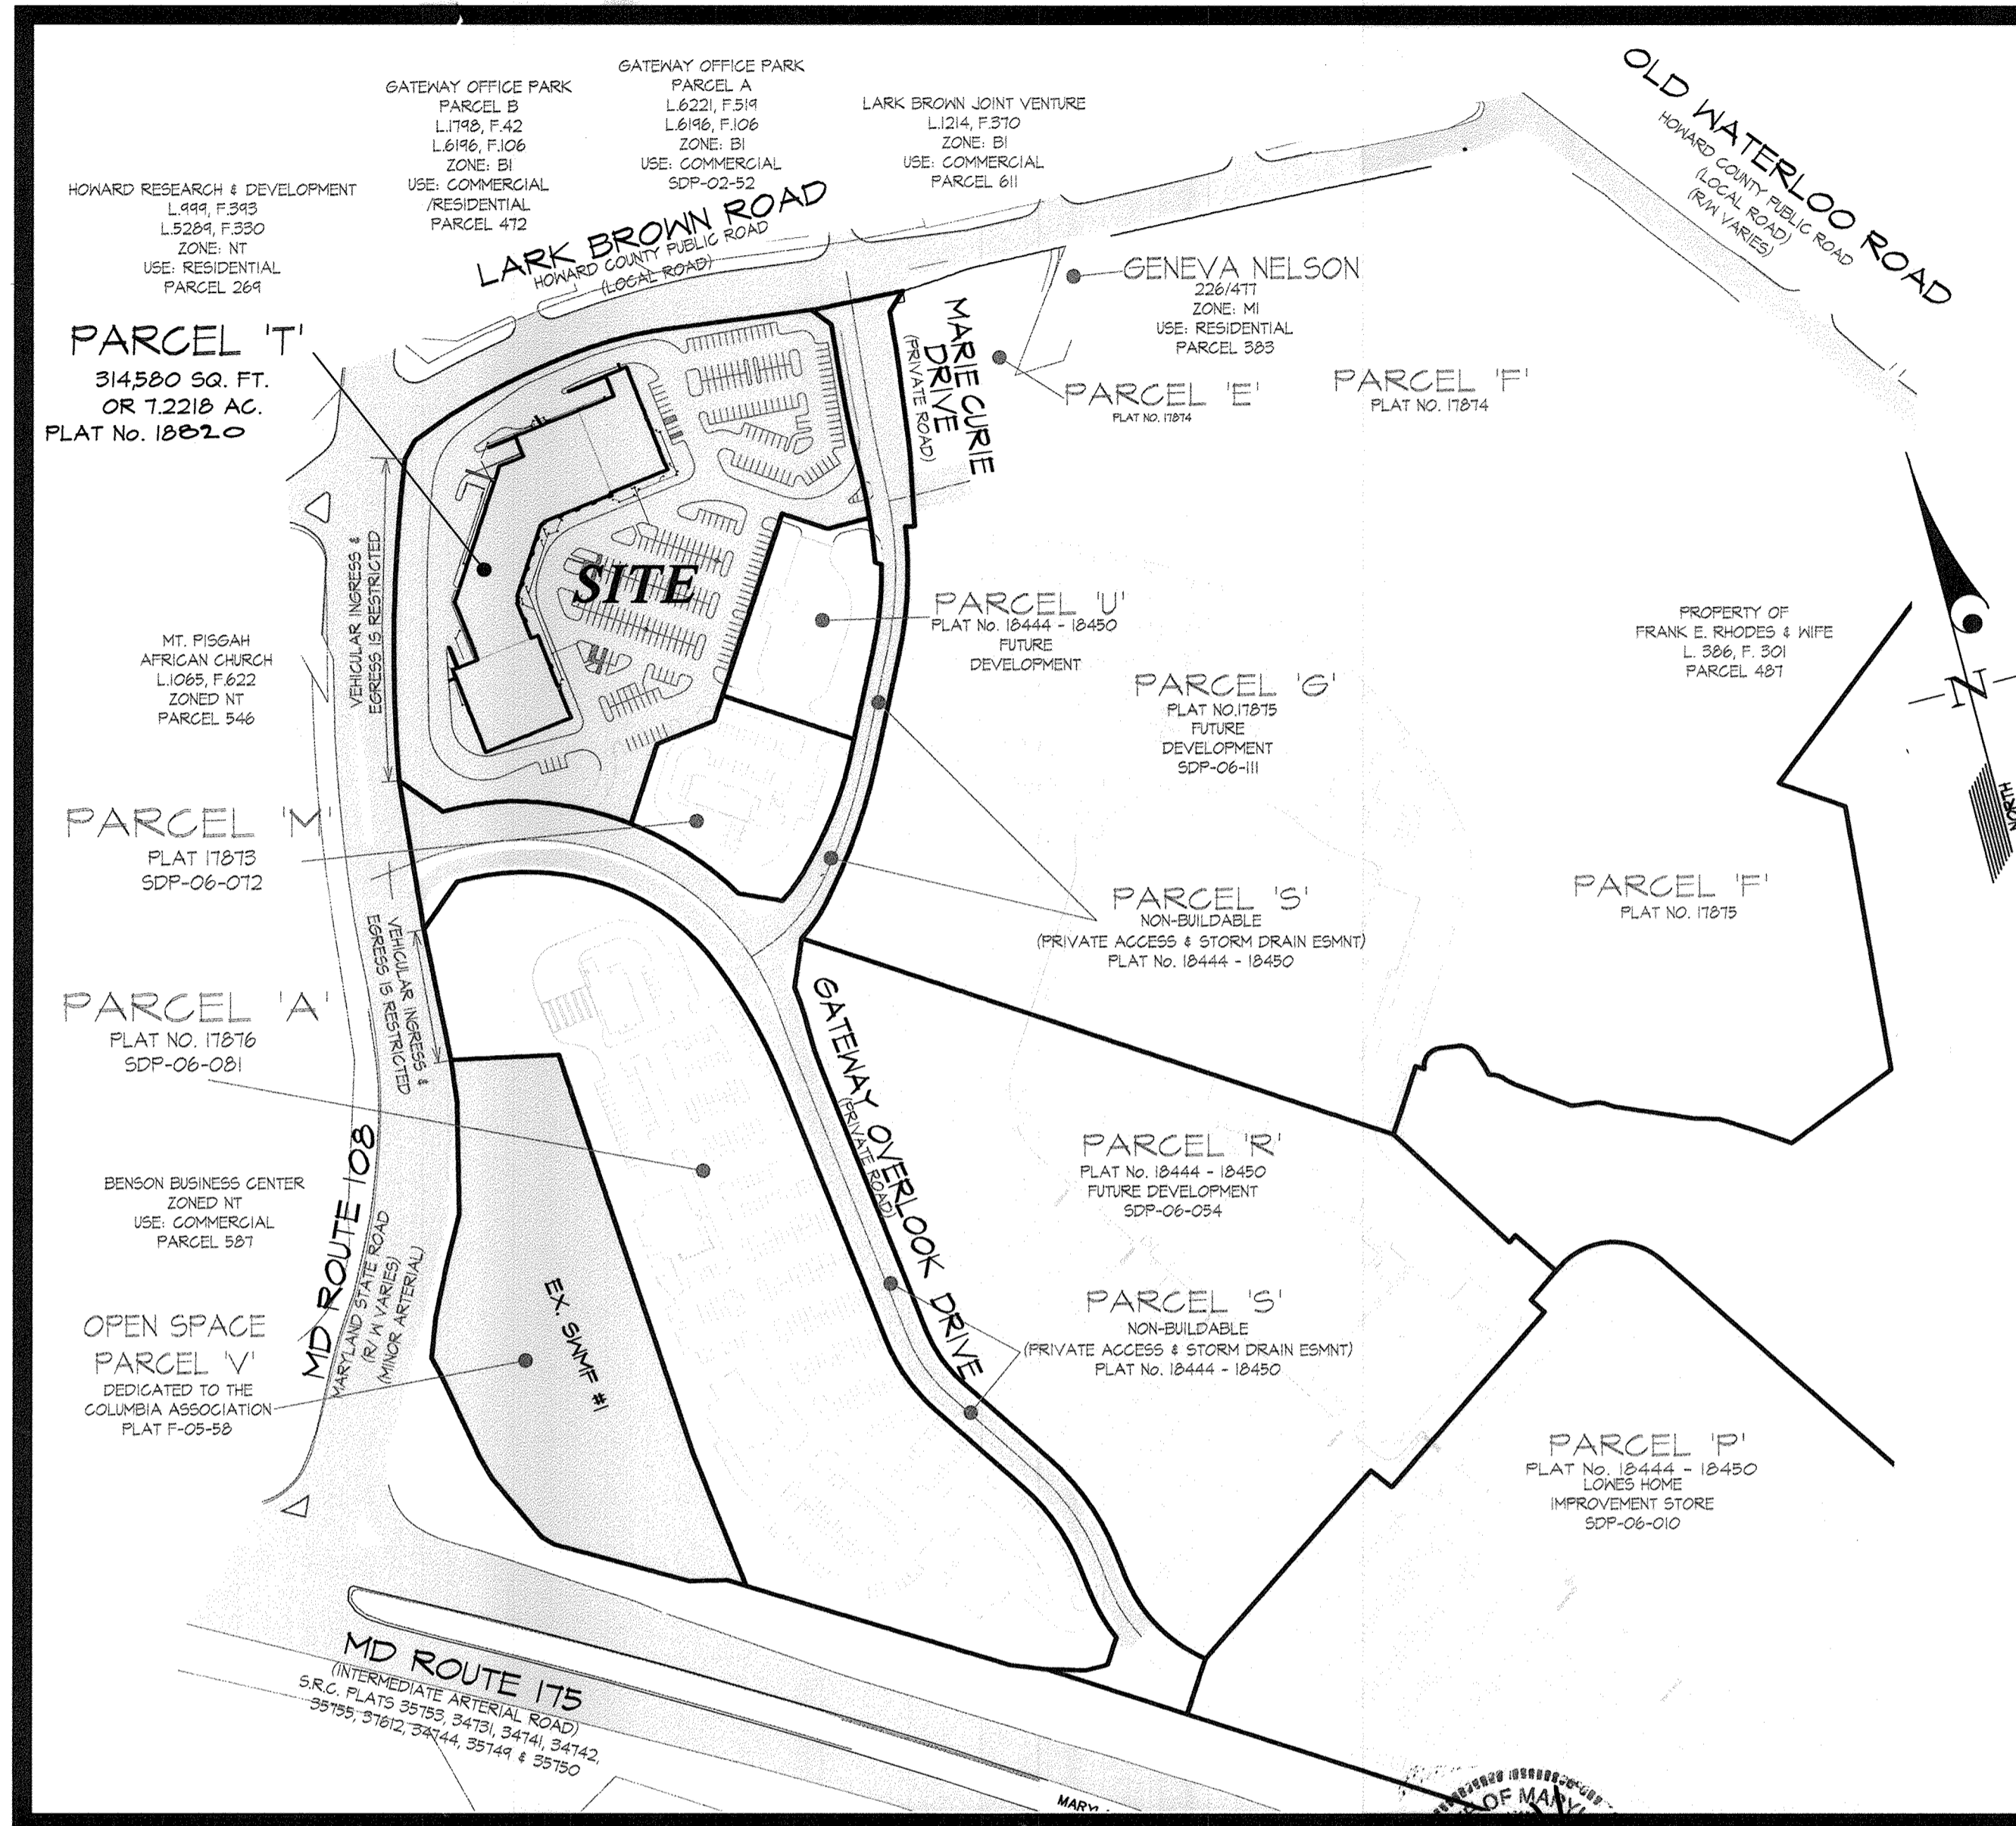 OLD WATERLOO ROAD
HOWARD COUNTY PUBLIC ROAD
(LOCAL ROAD)
(R/W VARIES)
GATEWAY OFFICE PARK
PARCEL A
L.6221, F.519
L.6196, F.106
ZONE: B1
USE: COMMERCIAL
SDP-02-52
GATEWAY OFFICE PARK
PARCEL B
L.1798, F.42
L.6196, F.106
ZONE: B1
USE: COMMERCIAL
/RESIDENTIAL
PARCEL 472
LARK BROWN JOINT VENTURE
L.1214, F.370
ZONE: B1
USE: COMMERCIAL
PARCEL 611
HOWARD RESEARCH & DEVELOPMENT
L.999, F.393
L.5289, F.330
ZONE: NT
USE: RESIDENTIAL
PARCEL 269
LARK BROWN ROAD
HOWARD COUNTY PUBLIC ROAD
(LOCAL ROAD)
GENEVA NELSON
226/477
ZONE: M1
USE: RESIDENTIAL
PARCEL 383
MARIE CURIE
DRIVE
(PRIVATE ROAD)
PARCEL 'T'
314,580 SQ. FT.
OR 7.2218 AC.
PLAT No. 18820
PARCEL 'E'
PLAT NO. 17874
PARCEL 'F'
PLAT NO. 17874
VEHICULAR INGRESS &
EGRESS IS RESTRICTED
SITE
PARCEL 'U'
PLAT No. 18444 - 18450
FUTURE
DEVELOPMENT
PROPERTY OF
FRANK E. RHODES & WIFE
L. 386, F. 301
PARCEL 487
N
NORTH
MT. PISGAH
AFRICAN CHURCH
L.1065, F.622
ZONED NT
PARCEL 546
PARCEL 'G'
PLAT NO.17875
FUTURE
DEVELOPMENT
SDP-06-111
PARCEL 'M'
PLAT 17873
SDP-06-072
PARCEL 'S'
NON-BUILDABLE
(PRIVATE ACCESS & STORM DRAIN ESMNT)
PLAT No. 18444 - 18450
PARCEL 'F'
PLAT NO. 17875
VEHICULAR INGRESS &
EGRESS IS RESTRICTED
PARCEL 'A'
PLAT NO. 17876
SDP-06-081
GATEWAY OVERLOOK DRIVE
(PRIVATE ROAD)
PARCEL 'R'
PLAT No. 18444 - 18450
FUTURE DEVELOPMENT
SDP-06-054
BENSON BUSINESS CENTER
ZONED NT
USE: COMMERCIAL
PARCEL 587
MD ROUTE 108
MARYLAND STATE ROAD
(R/ W VARIES)
(MINOR ARTERIAL)
EX. SWMF #1
PARCEL 'S'
NON-BUILDABLE
(PRIVATE ACCESS & STORM DRAIN ESMNT)
PLAT No. 18444 - 18450
OPEN SPACE
PARCEL 'V'
DEDICATED TO THE
COLUMBIA ASSOCIATION
PLAT F-05-58
PARCEL 'P'
PLAT No. 18444 - 18450
LOWES HOME
IMPROVEMENT STORE
SDP-06-010
MD ROUTE 175
(INTERMEDIATE ARTERIAL ROAD)
S.R.C. PLATS 35753, 34731, 34741, 34742,
35755, 37612, 34744, 35749 & 35750
OF MARYL